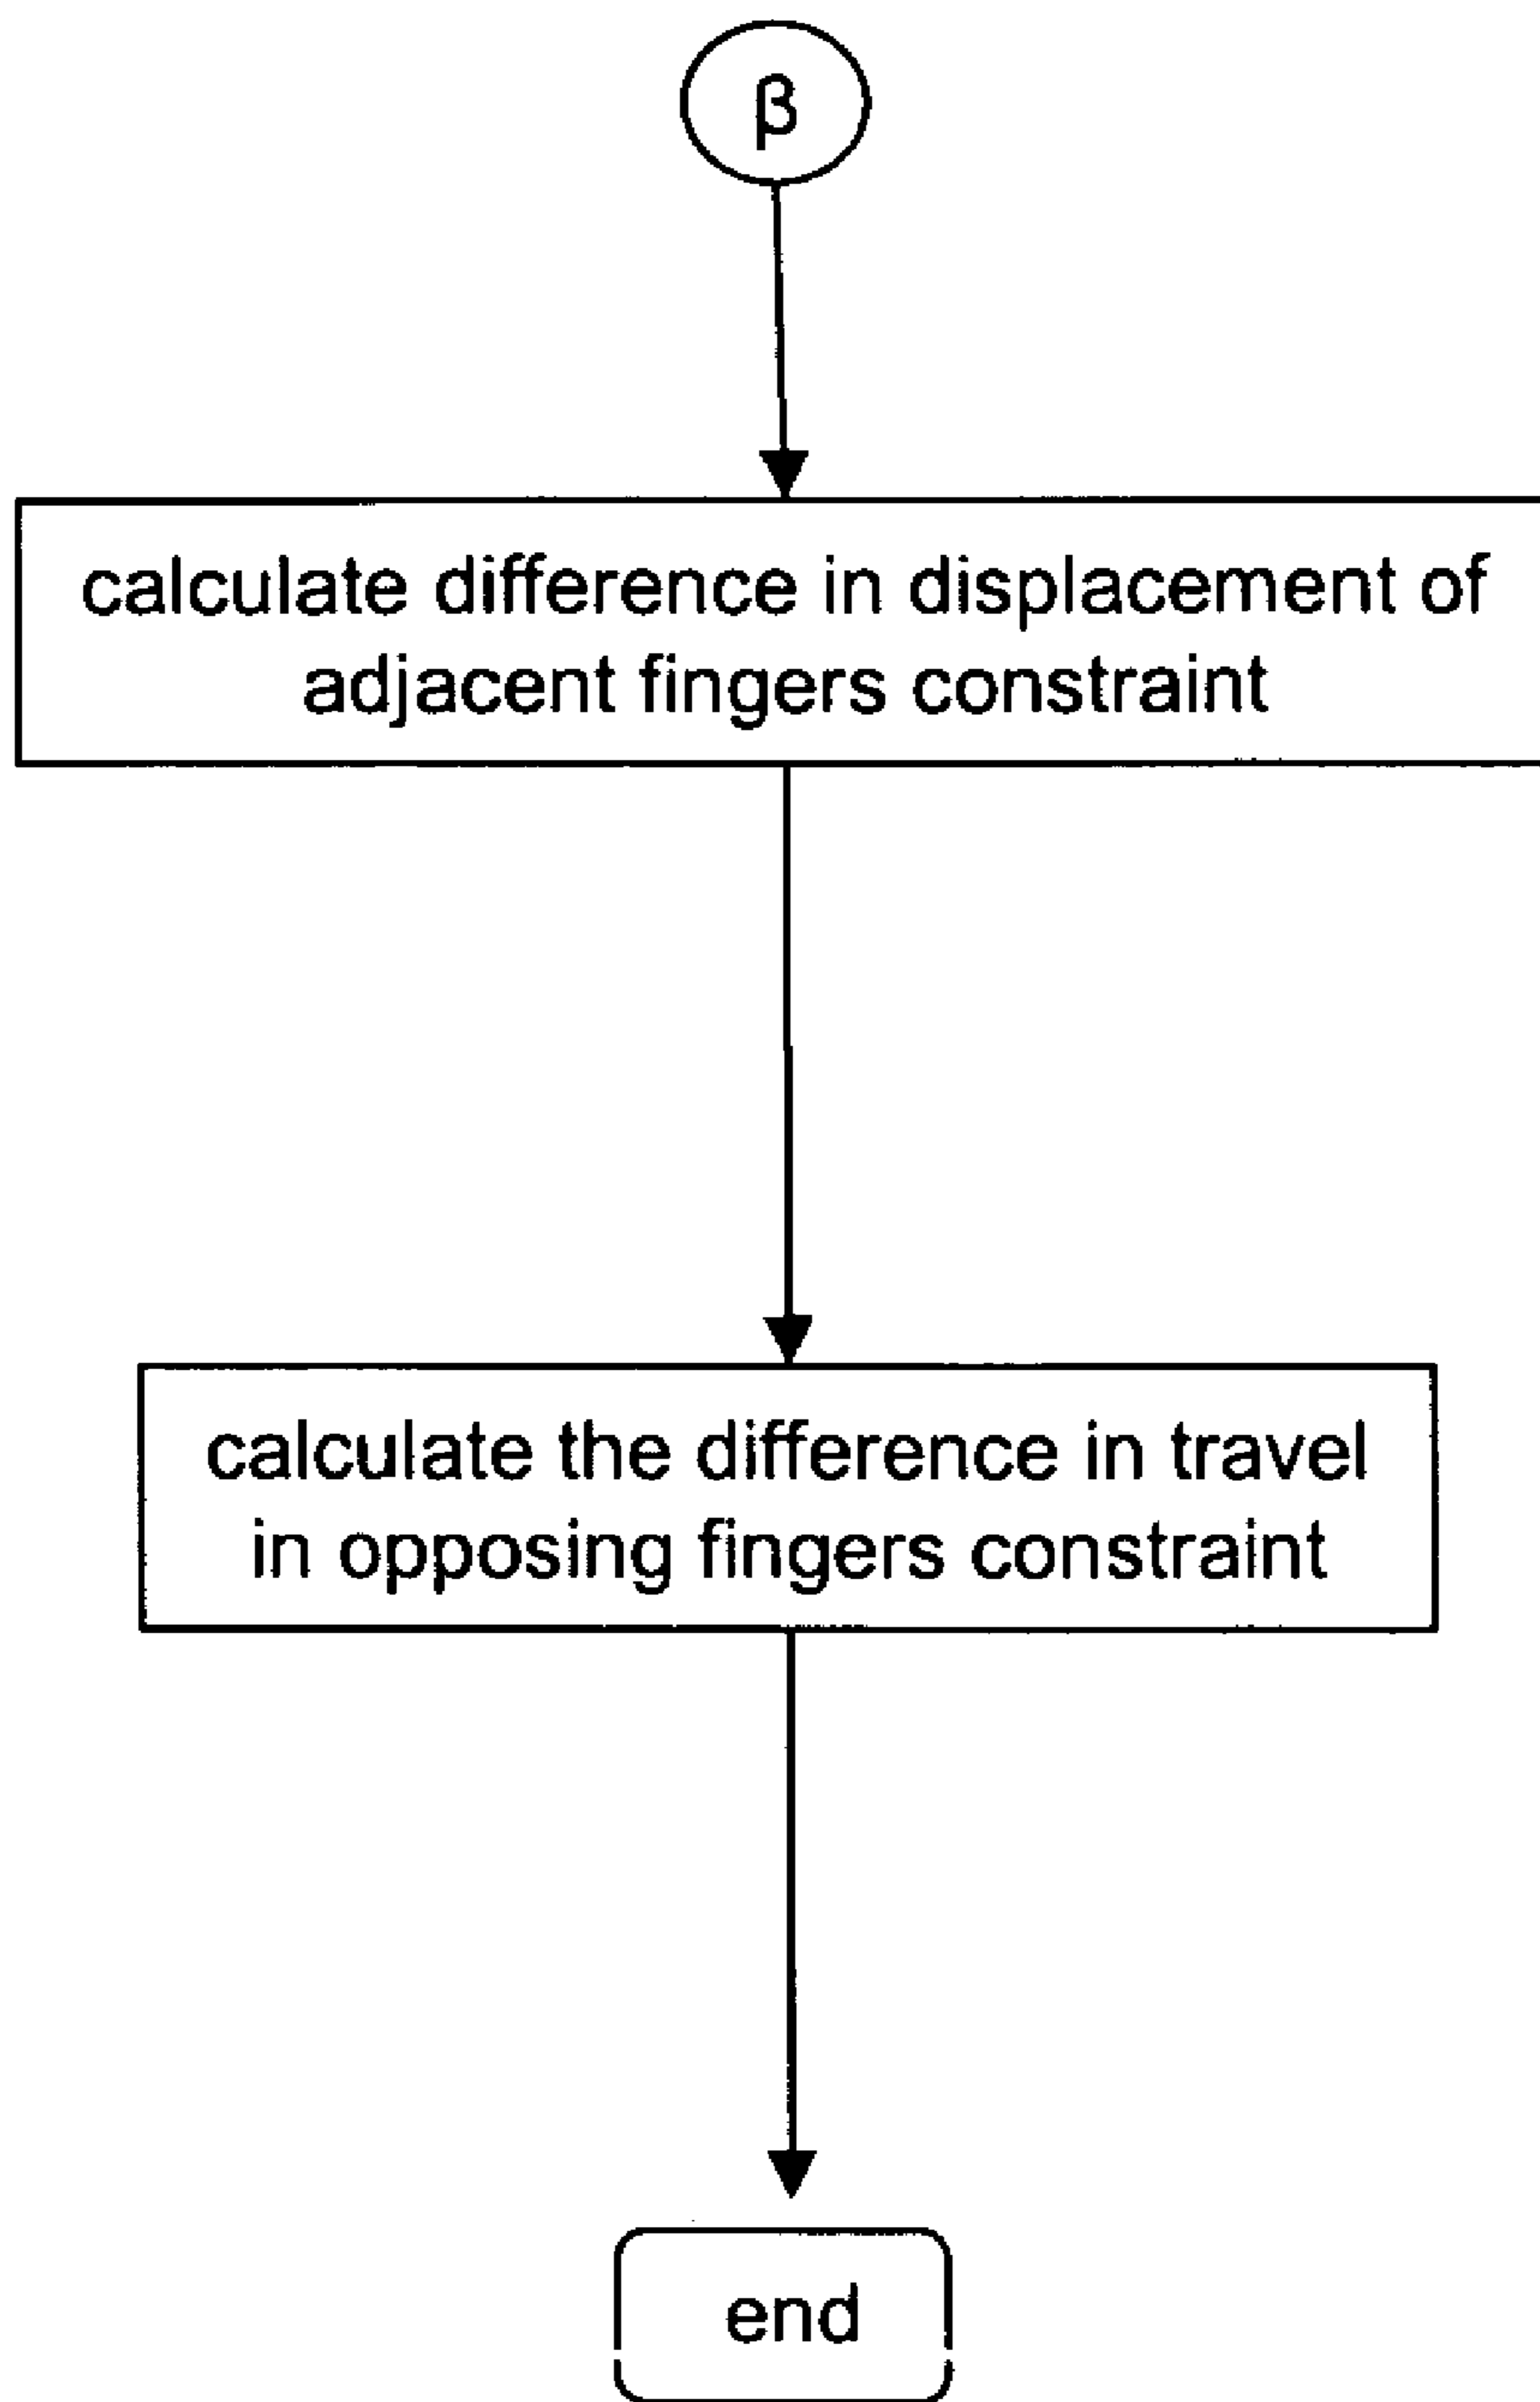 β
calculate difference in displacement of
adjacent fingers constraint
calculate the difference in travel
in opposing fingers constraint
end